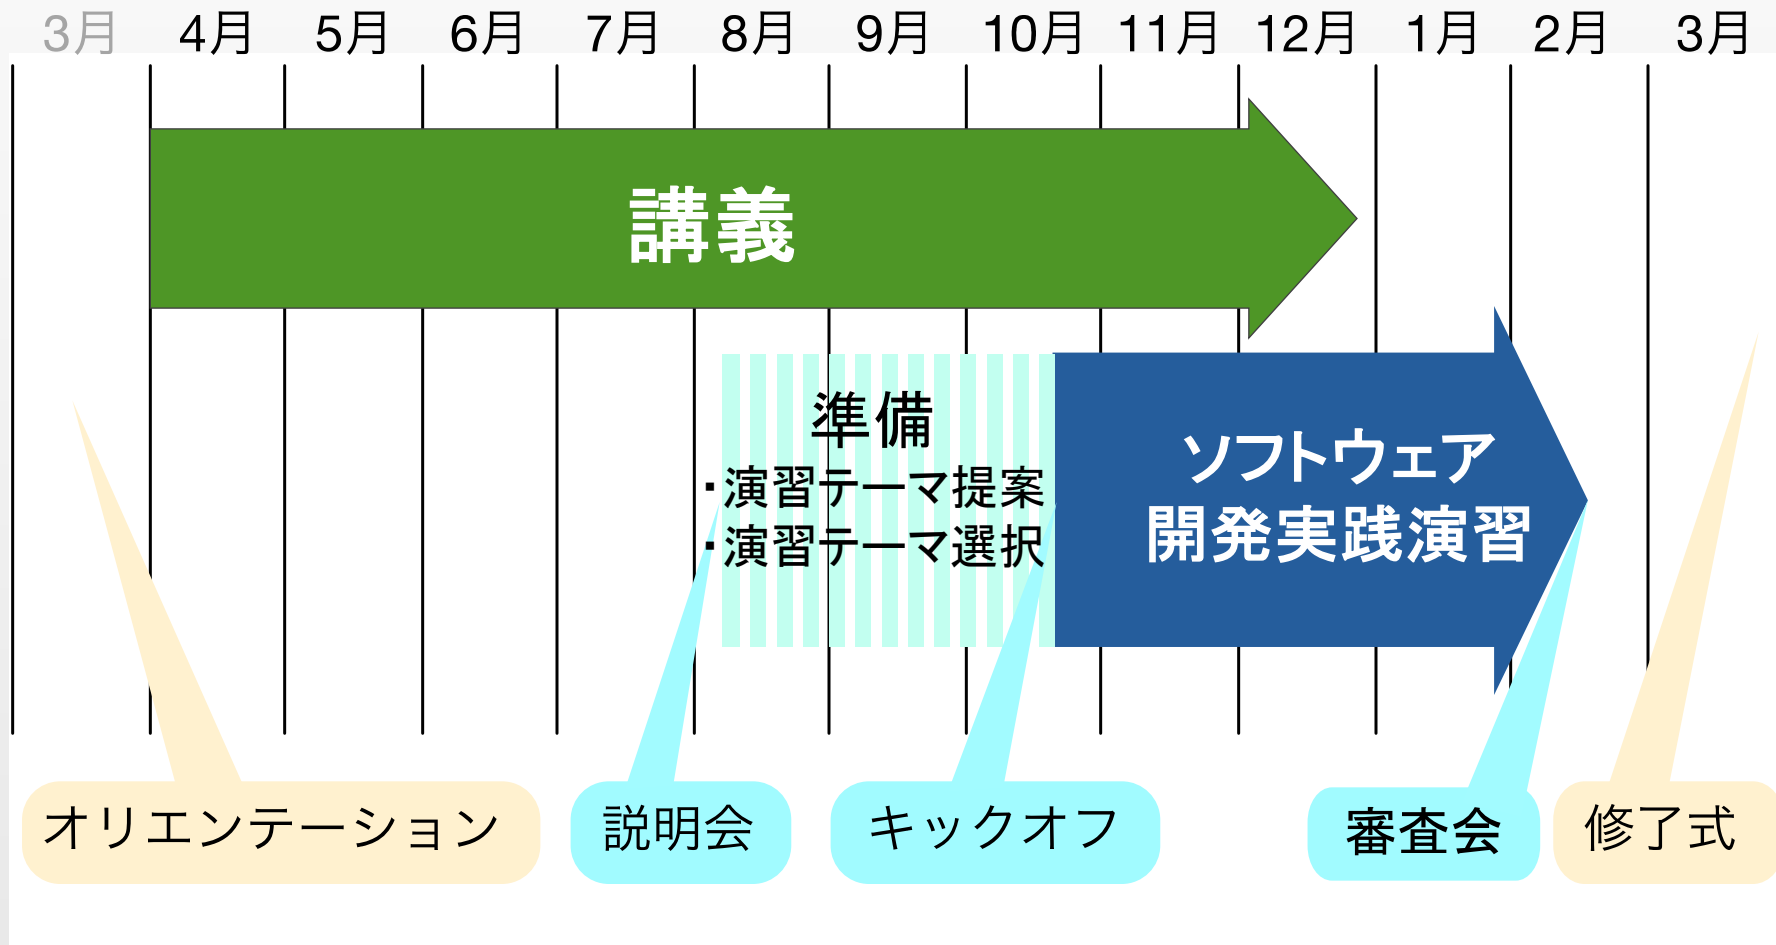 3月 4月 5月 6月 7月 8月 9月 10月 11月 12月 1月 2月 3月
講義
準備
・演習テーマ提案
・演習テーマ選択
ソフトウェア
開発実践演習
オリエンテーション
説明会
キックオフ
審査会
修了式